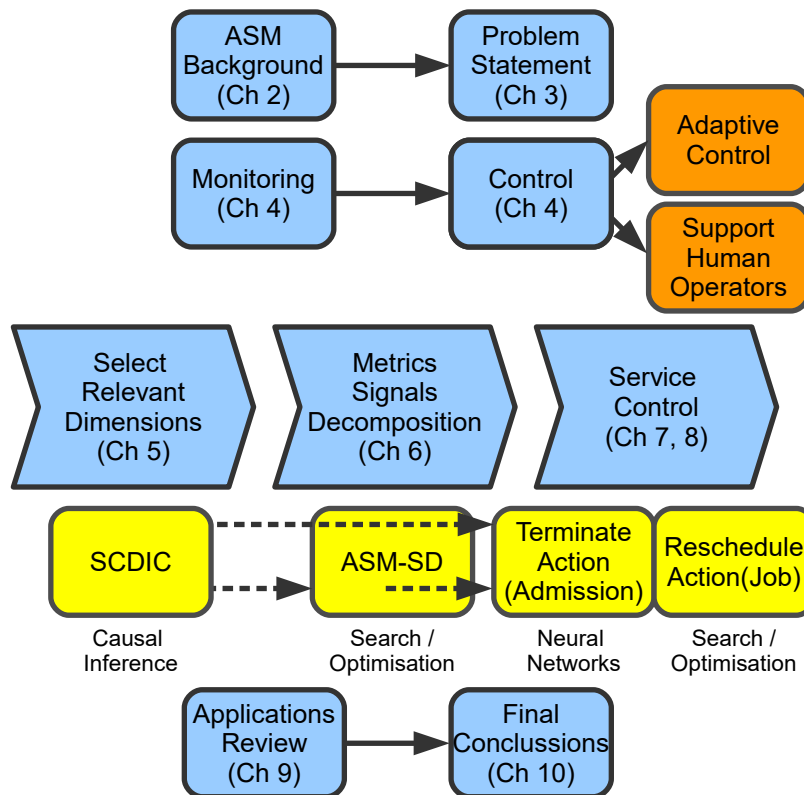 ASM
Background
(Ch 2)
Problem
Statement
(Ch 3)
Monitoring
(Ch 4)
Control
(Ch 4)
Adaptive
Control
Support
Human
Operators
Select
Relevant
Dimensions
(Ch 5)
Metrics
Signals
Decomposition
(Ch 6)
Service
Control
(Ch 7, 8)
SCDIC
ASM-SD
Terminate
Action
(Admission)
Reschedule
Action(Job)
Causal
Inference
Search /
Optimisation
Neural
Networks
Search /
Optimisation
Applications
Review
(Ch 9)
Final
Conclussions
(Ch 10)